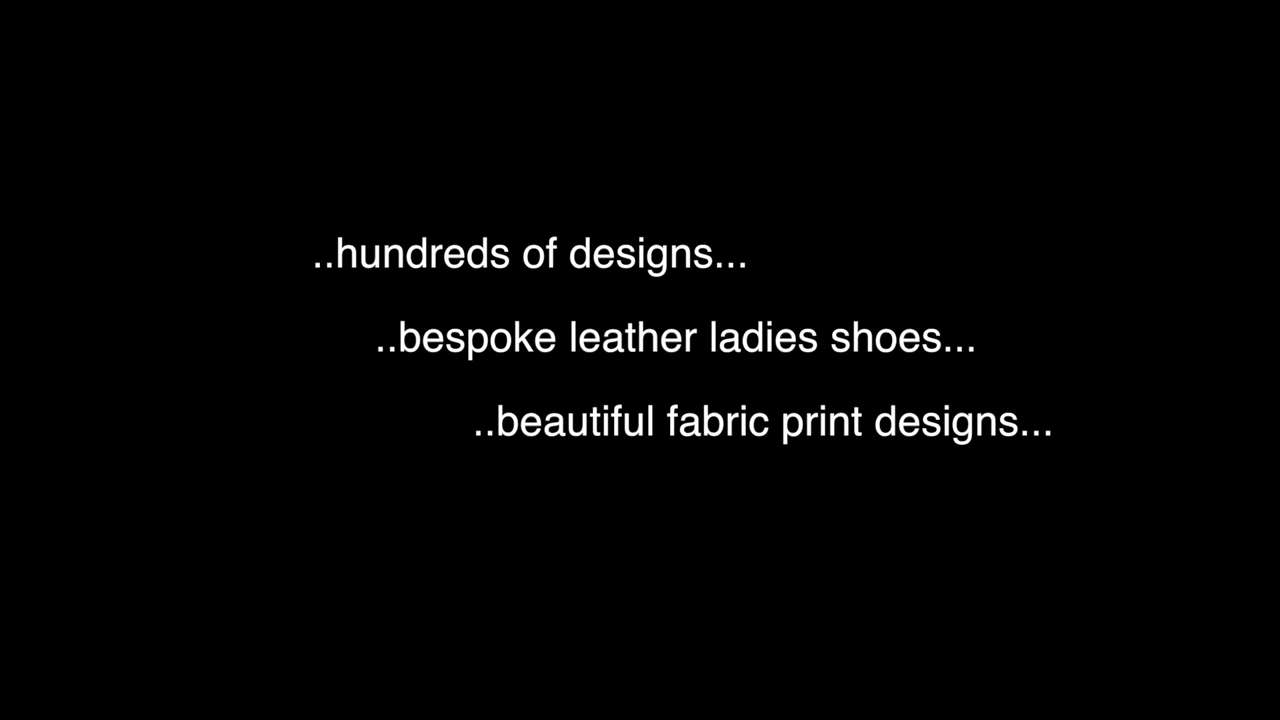 ..hundreds of designs...
..bespoke leather ladies shoes...
..beautiful fabric print designs...